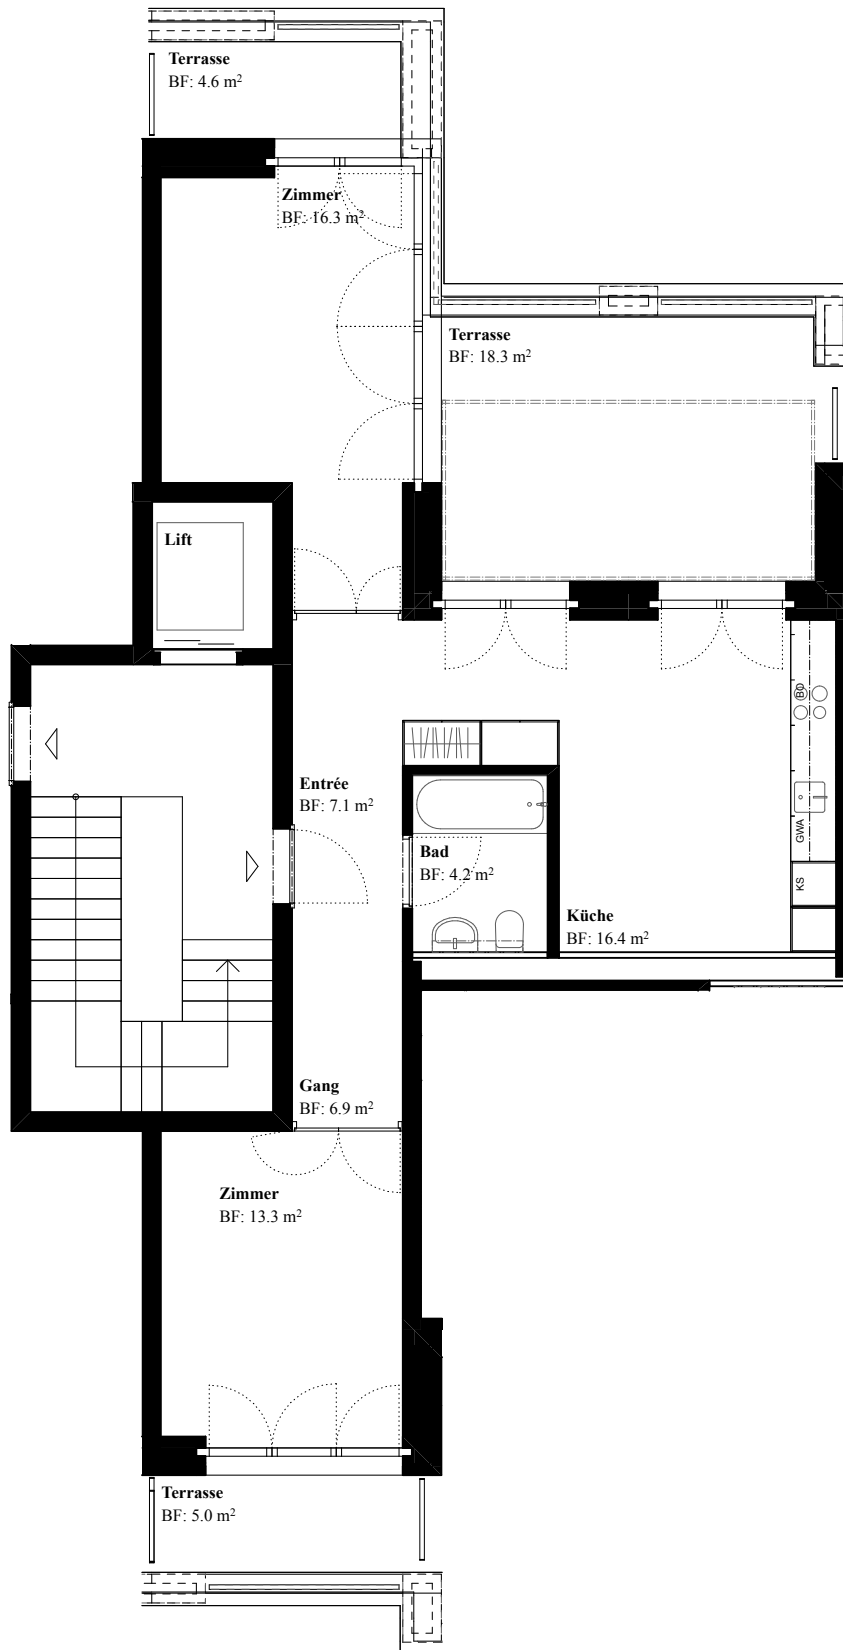 Terrasse
BF: 4.6 m²
Zimmer
BF: 16.3 m²
Terrasse
BF: 18.3 m²
Lift
BO
Entrée
BF: 7.1 m²
GWA
Bad
BF: 4.2 m²
KS
Küche
BF: 16.4 m²
Gang
BF: 6.9 m²
Zimmer
BF: 13.3 m²
Terrasse
BF: 5.0 m²